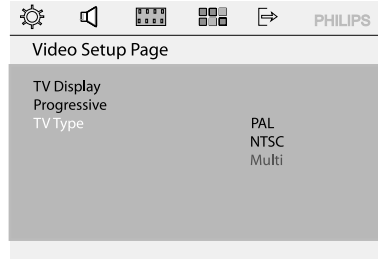 PHILIPS
Video Setup Page
TV Display
Progressive
TV Type
PAL
NTSC
Multi